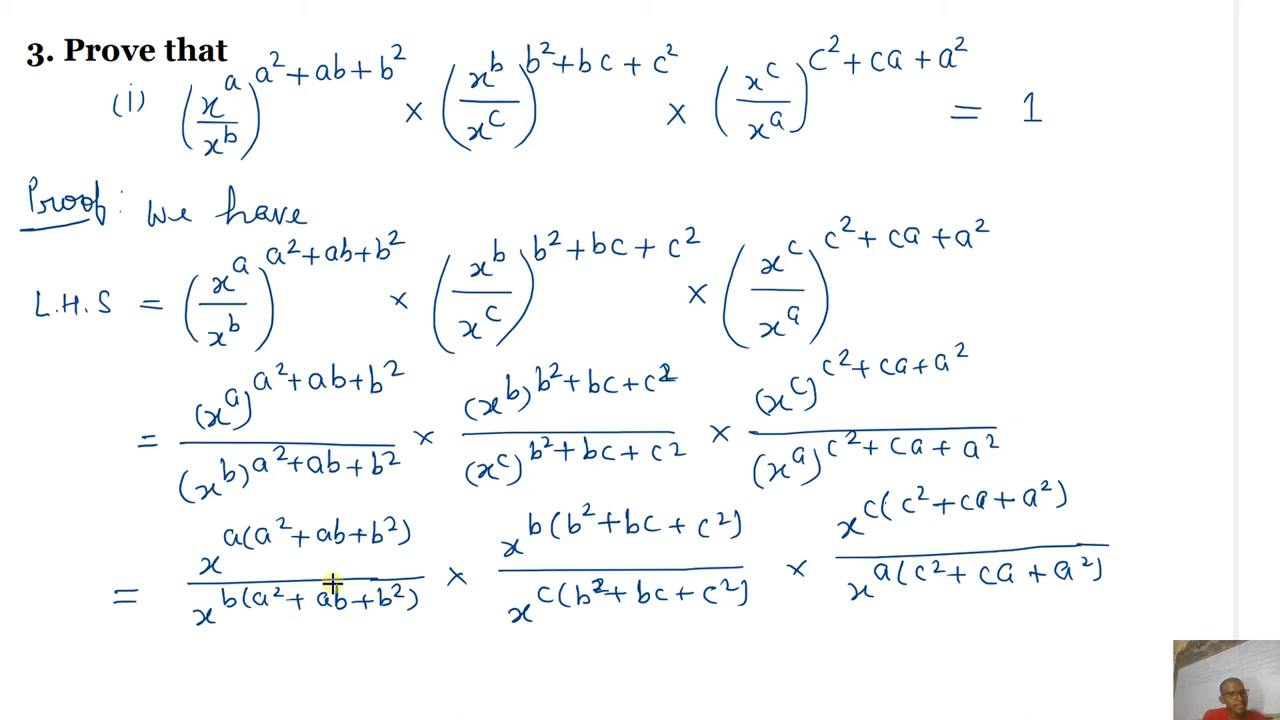 3. Prove that
(i) (x^a/x^b)^{a²+ab+b²} × (x^b/x^c)^{b²+bc+c²} × (x^c/x^a)^{c²+ca+a²} = 1
Proof: We have
L.H.S = (x^a/x^b)^{a²+ab+b²} × (x^b/x^c)^{b²+bc+c²} × (x^c/x^a)^{c²+ca+a²}
= (x^a)^{a²+ab+b²}/(x^b)^{a²+ab+b²} × (x^b)^{b²+bc+c²}/(x^c)^{b²+bc+c²} × (x^c)^{c²+ca+a²}/(x^a)^{c²+ca+a²}
= x^{a(a²+ab+b²)}/x^{b(a²+ab+b²)} × x^{b(b²+bc+c²)}/x^{c(b²+bc+c²)} × x^{c(c²+ca+a²)}/x^{a(c²+ca+a²)}